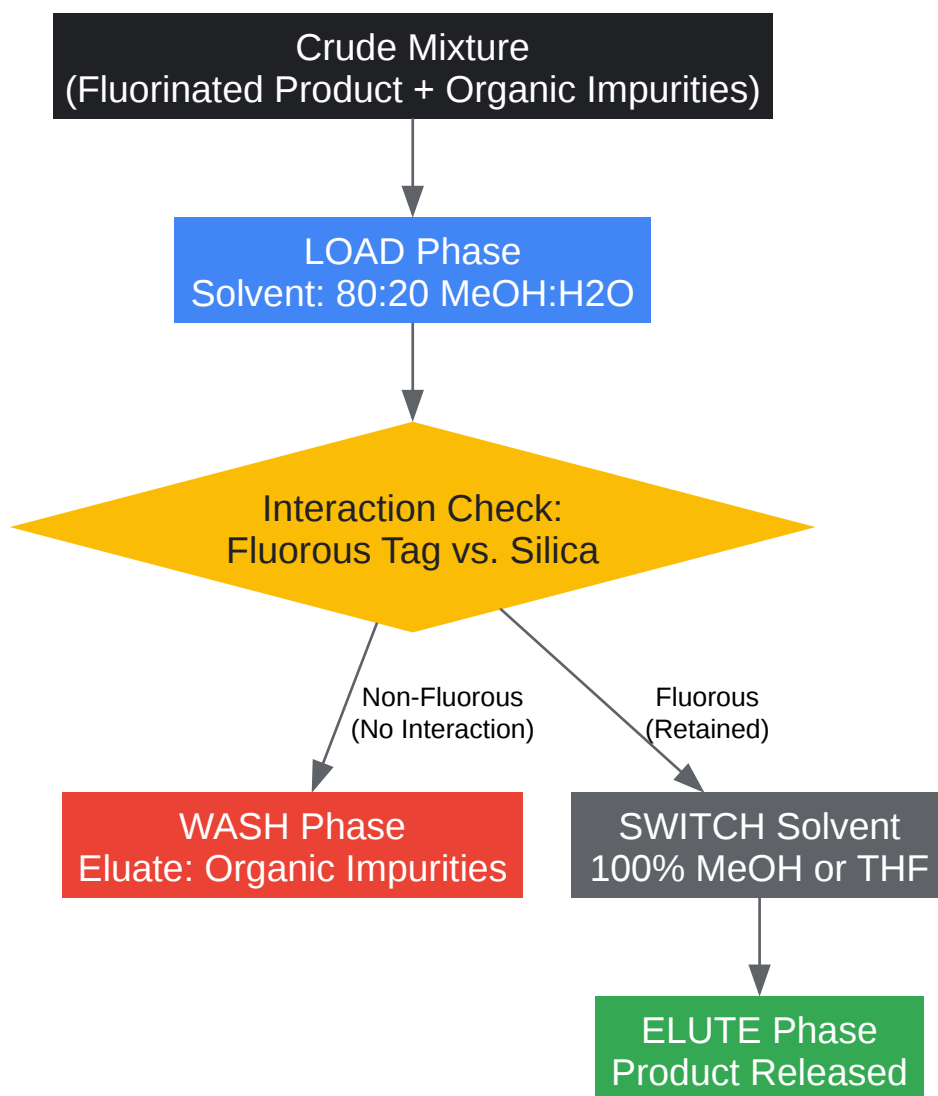 Crude Mixture
(Fluorinated Product + Organic Impurities)
LOAD Phase
Solvent: 80:20 MeOH:H2O
Interaction Check:
Fluorous Tag vs. Silica
Non-Fluorous
(No Interaction)
Fluorous
(Retained)
WASH Phase
Eluate: Organic Impurities
SWITCH Solvent
100% MeOH or THF
ELUTE Phase
Product Released